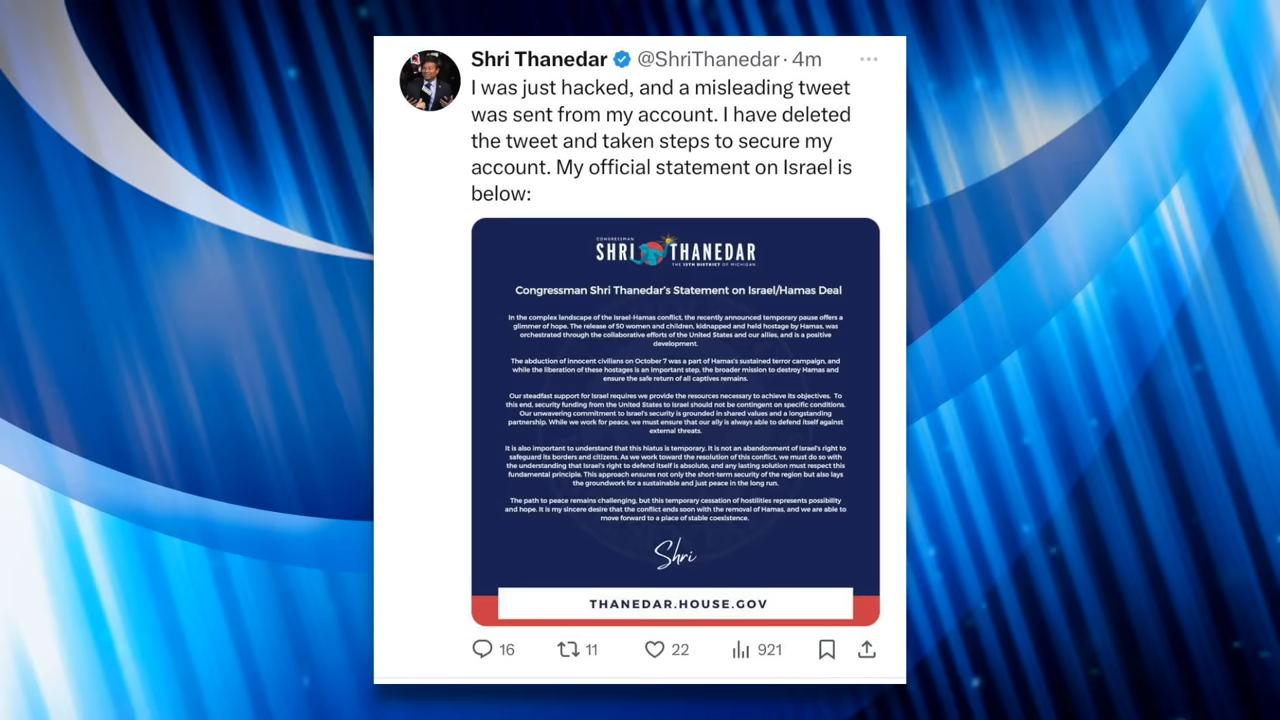 Shri Thanedar @ShriThanedar · 4m
I was just hacked, and a misleading tweet
was sent from my account. I have deleted
the tweet and taken steps to secure my
account. My official statement on Israel is
below:
CONGRESSMAN
SHRI THANEDAR
THE 13TH DISTRICT OF MICHIGAN
Congressman Shri Thanedar's Statement on Israel/Hamas Deal
In the complex landscape of the Israel-Hamas conflict, the recently announced temporary pause offers a
glimmer of hope. The release of 50 women and children, kidnapped and held hostage by Hamas, was
orchestrated through the collaborative efforts of the United States and our allies, and is a positive
development.
The abduction of innocent civilians on October 7 was a part of Hamas's sustained terror campaign, and
while the liberation of these hostages is an important step, the broader mission to destroy Hamas and
ensure the safe return of all captives remains.
Our steadfast support for Israel requires we provide the resources necessary to achieve its objectives. To
this end, security funding from the United States to Israel should not be contingent on specific conditions.
Our unwavering commitment to Israel's security is grounded in shared values and a longstanding
partnership. While we work for peace, we must ensure that our ally is always able to defend itself against
external threats.
It is also important to understand that this hiatus is temporary. It is not an abandonment of Israel's right to
safeguard its borders and citizens. As we work toward the resolution of this conflict, we must do so with
the understanding that Israel's right to defend itself is absolute, and any lasting solution must respect this
fundamental principle. This approach ensures not only the short-term security of the region but also lays
the groundwork for a sustainable and just peace in the long run.
The path to peace remains challenging, but this temporary cessation of hostilities represents possibility
and hope. It is my sincere desire that the conflict ends soon with the removal of Hamas, and we are able to
move forward to a place of stable coexistence.
Shri
THANEDAR.HOUSE.GOV
16 11 22 921